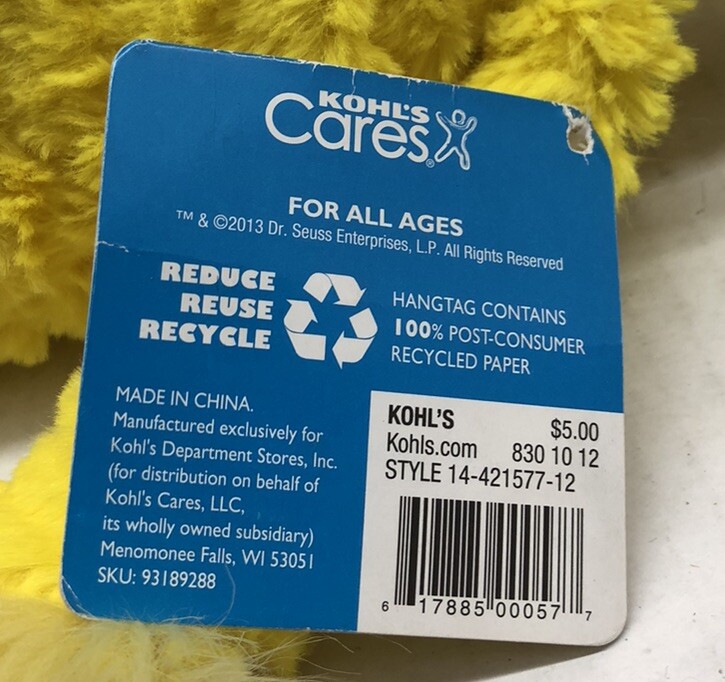 KOHL'S
Cares®
FOR ALL AGES
™ & ©2013 Dr. Seuss Enterprises, L.P. All Rights Reserved
REDUCE
REUSE
RECYCLE
HANGTAG CONTAINS
100% POST-CONSUMER
RECYCLED PAPER
MADE IN CHINA.
Manufactured exclusively for
Kohl's Department Stores, Inc.
(for distribution on behalf of
Kohl's Cares, LLC,
its wholly owned subsidiary)
Menomonee Falls, WI 53051
SKU: 93189288
KOHL'S $5.00
Kohls.com 830 10 12
STYLE 14-421577-12
6 17885 00057 7